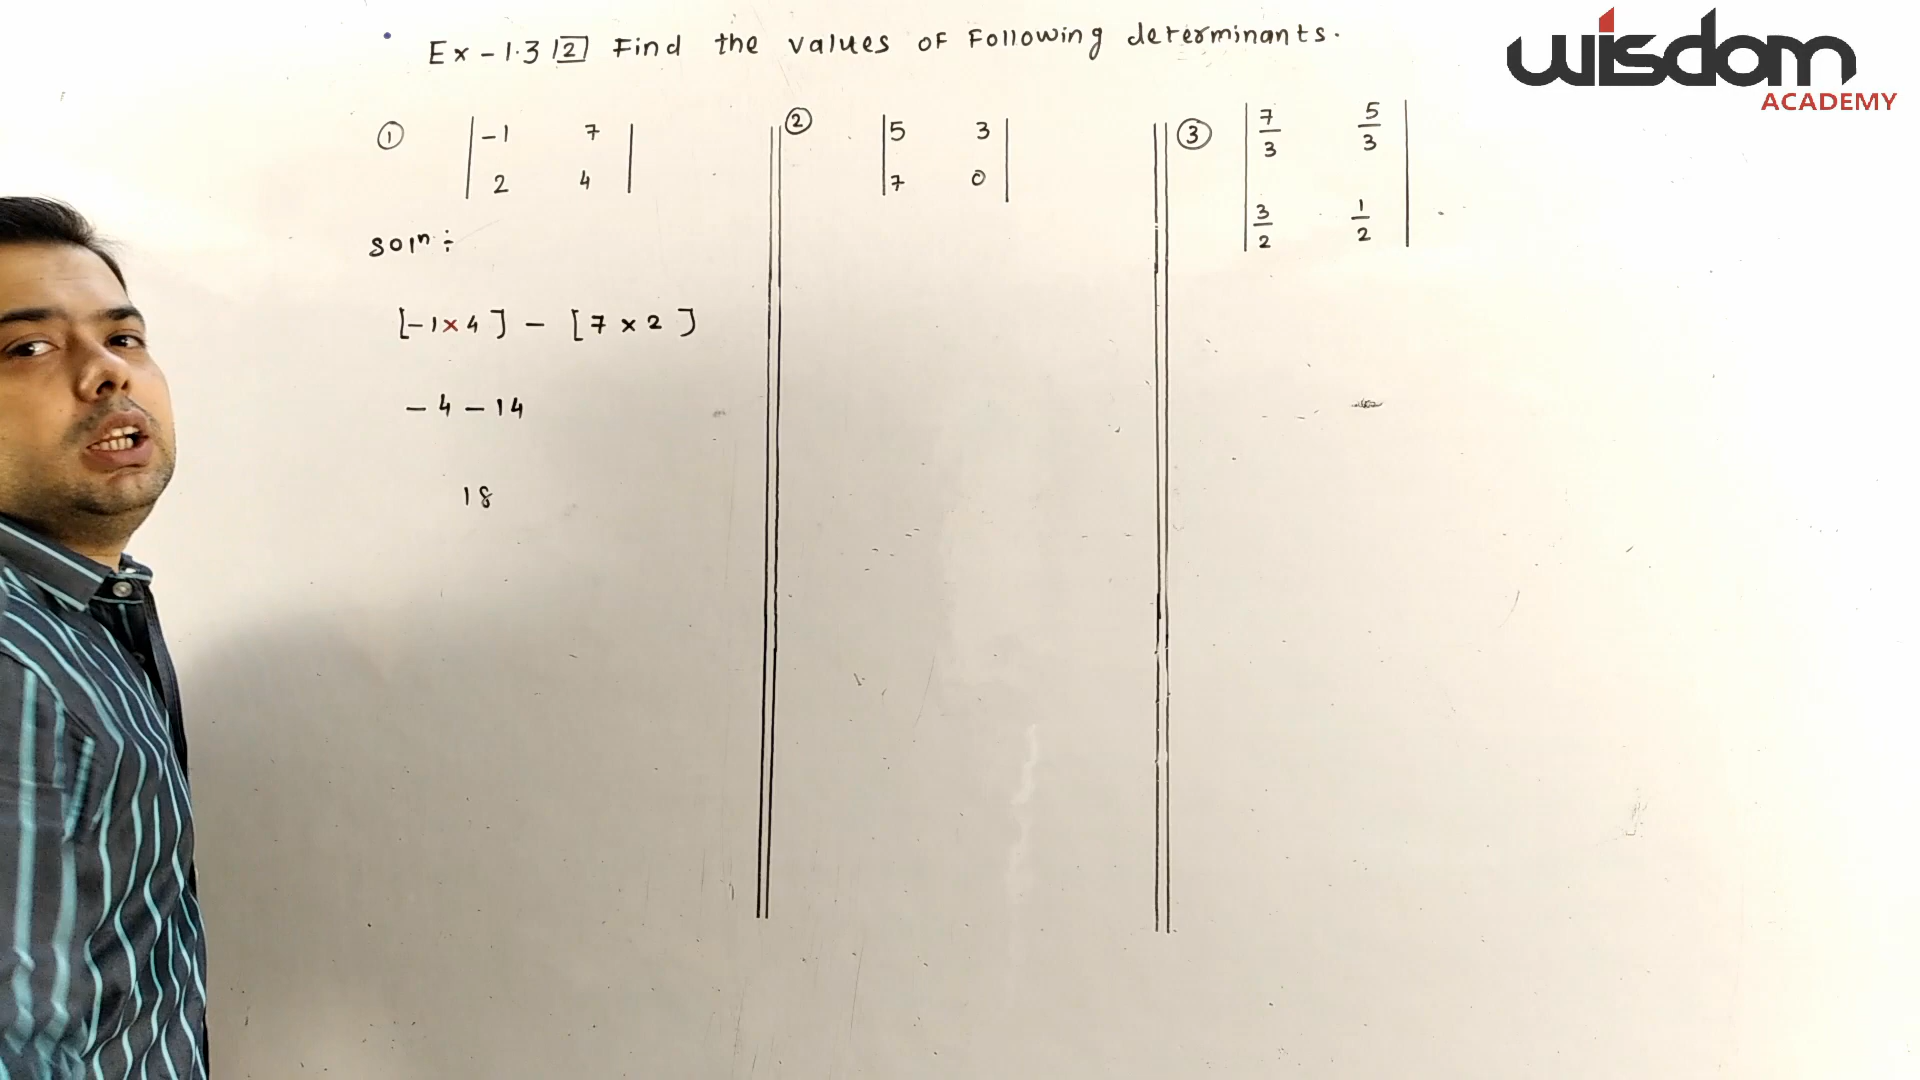 Ex - 1.3 |2| Find the values of Following determinants.
wisdom
ACADEMY
① | -1 7 |
| 2 4 |
② | 5 3 |
| 7 0 |
③ | 7/3 5/3 |
| 3/2 1/2 |
Solⁿ ÷
[-1 × 4] - [7 × 2]
- 4 - 14
18